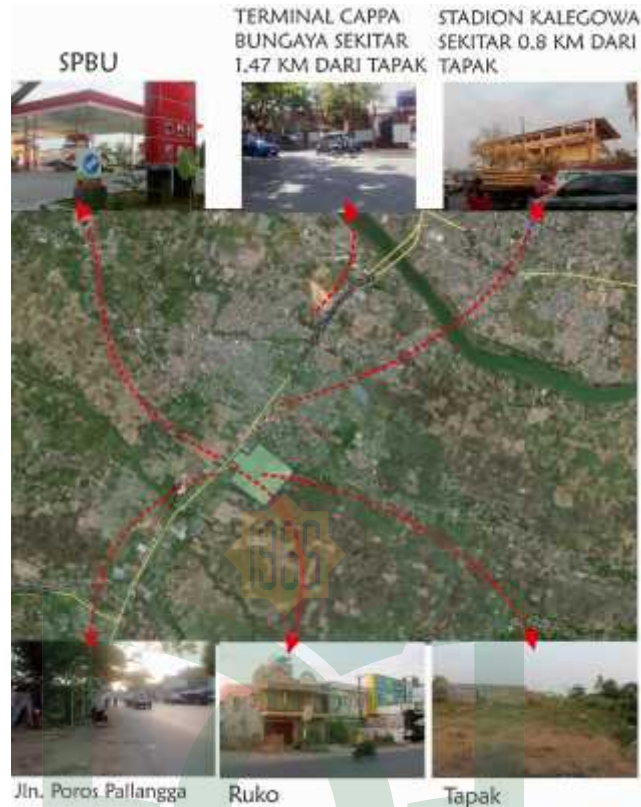 SPBU
TERMINAL CAPPA
BUNGAYA SEKITAR
1.47 KM DARI TAPAK
STADION KALEGOWA
SEKITAR 0.8 KM DARI
TAPAK
Jln. Poros Pallangga
Ruko
Tapak